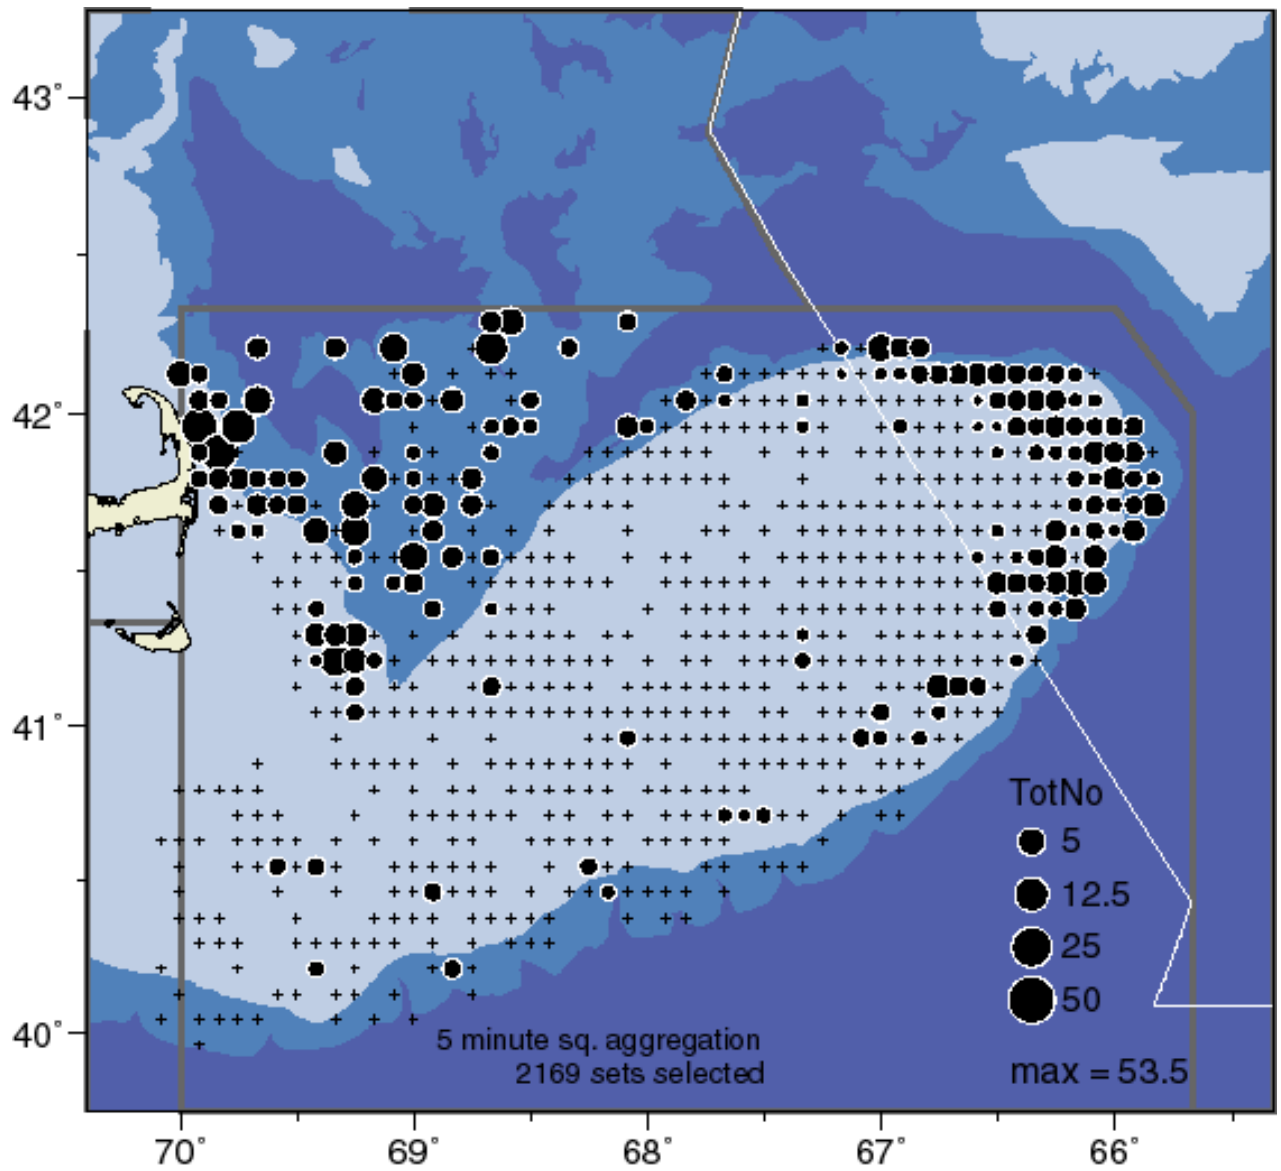 43°
42°
41°
40°
TotNo
5
12.5
25
50
max = 53.5
5 minute sq. aggregation
2169 sets selected
70° 69° 68° 67° 66°